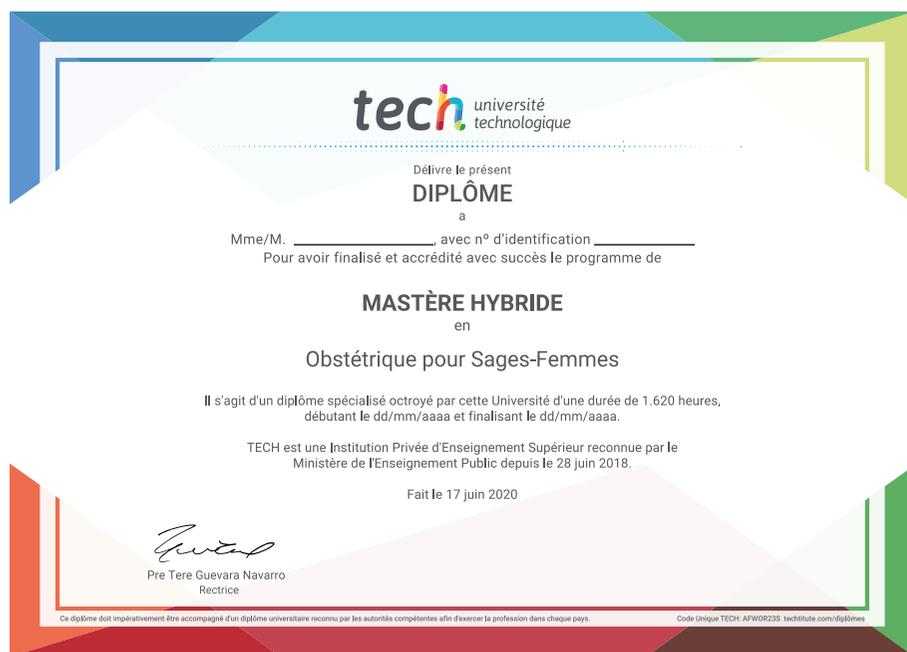 tech université
technologique
Délivre le présent
DIPLÔME
a
Mme/M. ____________________, avec nº d'identification ______________
Pour avoir finalisé et accrédité avec succès le programme de
MASTÈRE HYBRIDE
en
Obstétrique pour Sages-Femmes
Il s'agit d'un diplôme spécialisé octroyé par cette Université d'une durée de 1.620 heures,
débutant le dd/mm/aaaa et finalisant le dd/mm/aaaa.
TECH est une Institution Privée d'Enseignement Supérieur reconnue par le
Ministère de l'Enseignement Public depuis le 28 juin 2018.
Fait le 17 juin 2020
Pre Tere Guevara Navarro
Rectrice
Ce diplôme doit impérativement être accompagné d'un diplôme universitaire reconnu par les autorités compétentes afin d'exercer la profession dans chaque pays.
Code Unique TECH: AFWOR23S techtitute.com/diplômes